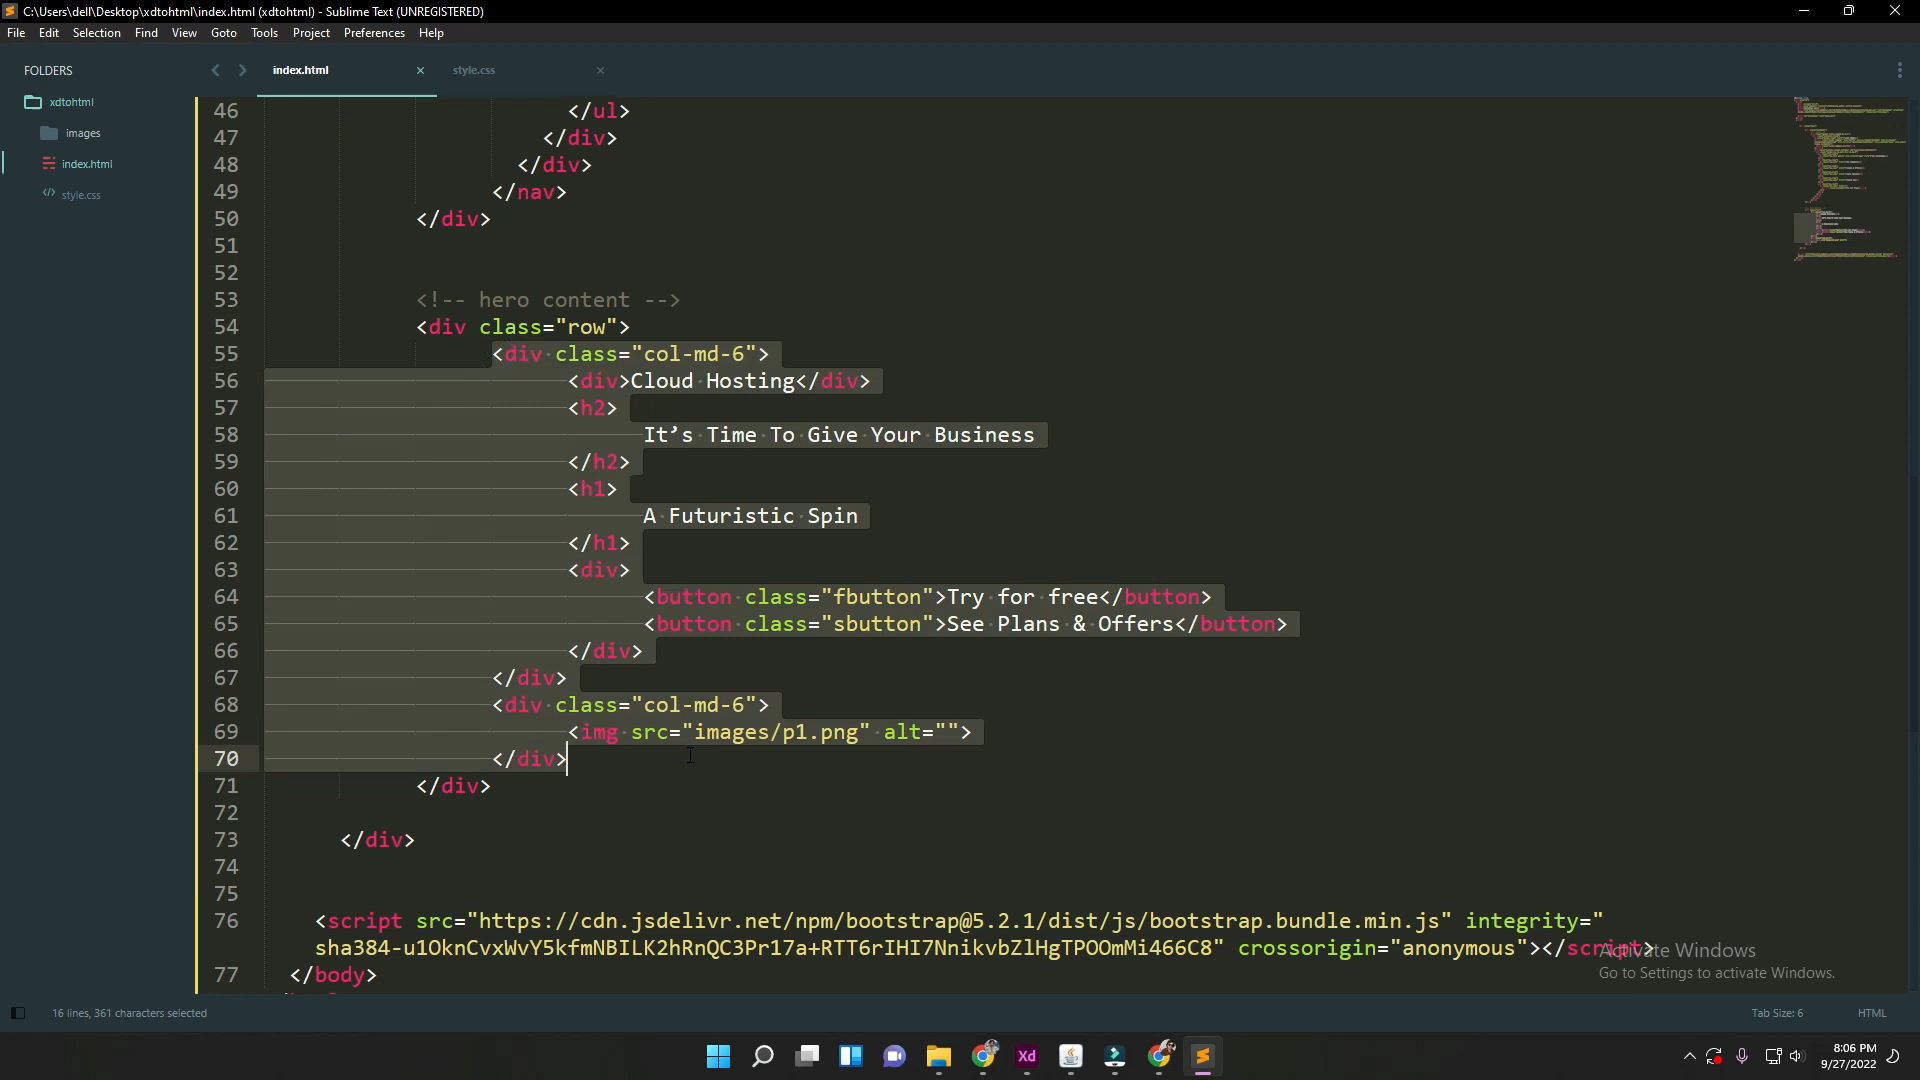 C:\Users\dell\Desktop\xdtohtml\index.html (xdtohtml) - Sublime Text (UNREGISTERED)
File Edit Selection Find View Goto Tools Project Preferences Help
FOLDERS
xdtohtml
images
index.html
style.css
index.html
style.css
46 </ul>
47 </div>
48 </div>
49 </nav>
50 </div>
51
52
53 <!-- hero content -->
54 <div class="row">
55 <div class="col-md-6">
56 <div>Cloud Hosting</div>
57 <h2>
58 It’s Time To Give Your Business
59 </h2>
60 <h1>
61 A Futuristic Spin
62 </h1>
63 <div>
64 <button class="fbutton">Try for free</button>
65 <button class="sbutton">See Plans & Offers</button>
66 </div>
67 </div>
68 <div class="col-md-6">
69 <img src="images/p1.png" alt="">
70 </div>
71 </div>
72
73 </div>
74
75
76 <script src="https://cdn.jsdelivr.net/npm/bootstrap@5.2.1/dist/js/bootstrap.bundle.min.js" integrity="
sha384-u1OknCvxWvY5kfmNBILK2hRnQC3Pr17a+RTT6rIHI7NnikvbZlHgTPOOmMi466C8" crossorigin="anonymous"></script>
77 </body>
Activate Windows
Go to Settings to activate Windows.
16 lines, 361 characters selected
Tab Size: 6
HTML
Xd
8:06 PM
9/27/2022